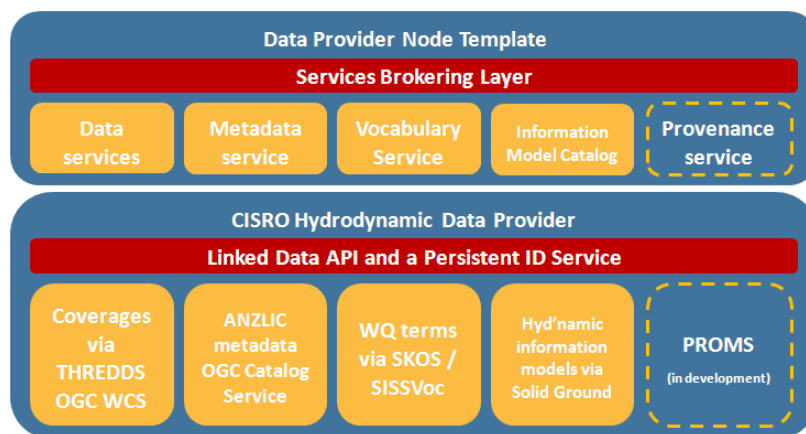 Data Provider Node Template
Services Brokering Layer
Data
services
Metadata
service
Vocabulary
Service
Information
Model Catalog
Provenance
service
CISRO Hydrodynamic Data Provider
Linked Data API and a Persistent ID Service
Coverages
via
THREDDS
OGC WCS
ANZLIC
metadata
OGC Catalog
Service
WQ terms
via SKOS /
SISSVoc
Hyd'namic
information
models via
Solid Ground
PROMS
(in development)